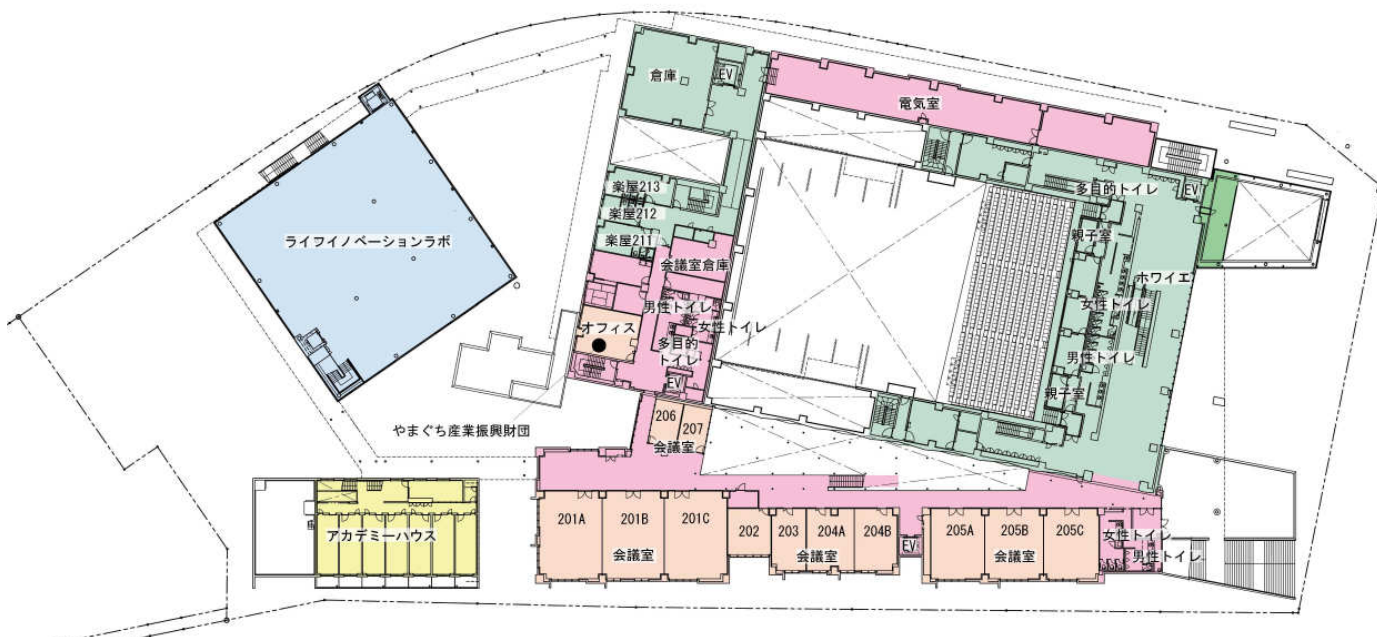 倉庫
EV
電気室
楽屋213
楽屋212
楽屋211
会議室倉庫
多目的トイレ
EV
親子室
ホワイエ
女性トイレ
男性トイレ
親子室
ライフイノベーションラボ
男性トイレ
女性トイレ
オフィス
多目的
トイレ
EV
やまぐち産業振興財団
206
207
会議室
アカデミーハウス
201A
201B
201C
会議室
202
203
204A
204B
会議室
EV
205A
205B
205C
会議室
女性トイレ
男性トイレ